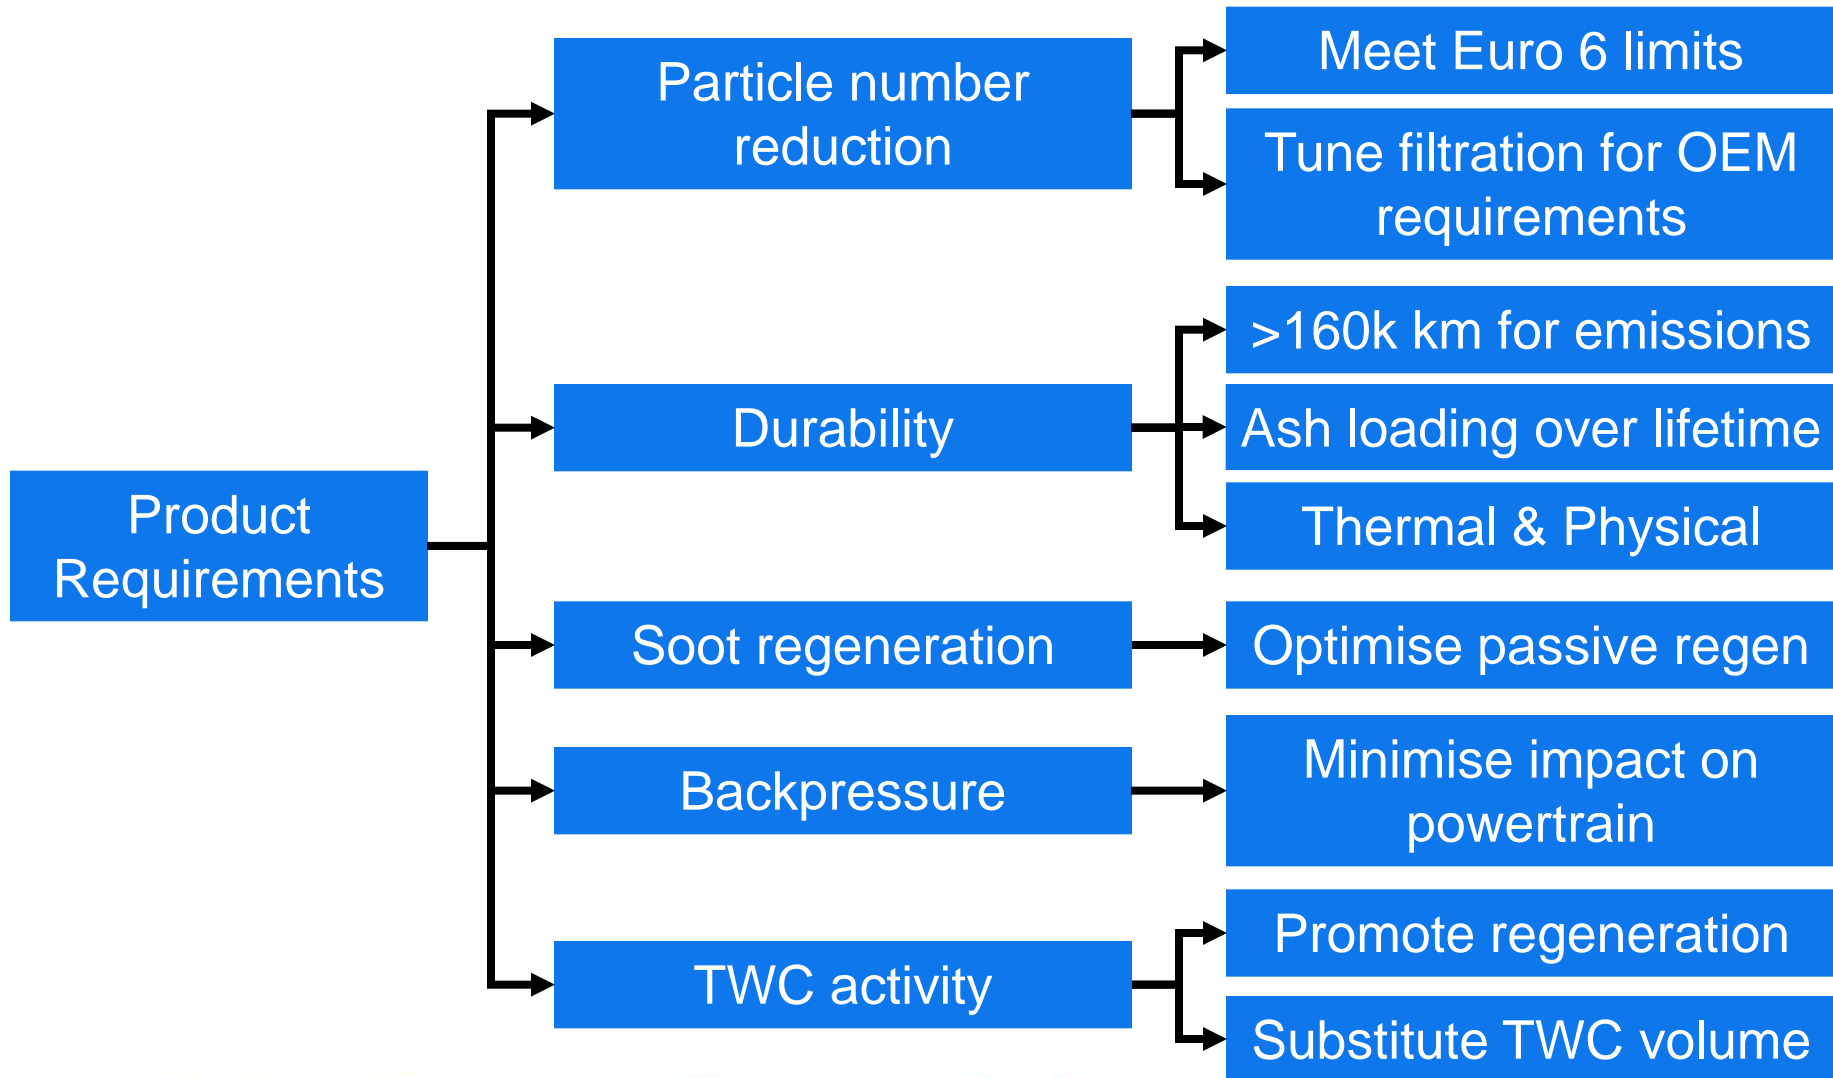 Product
Requirements
Particle number
reduction
Meet Euro 6 limits
Tune filtration for OEM
requirements
Durability
>160k km for emissions
Ash loading over lifetime
Thermal & Physical
Soot regeneration
Optimise passive regen
Backpressure
Minimise impact on
powertrain
TWC activity
Promote regeneration
Substitute TWC volume